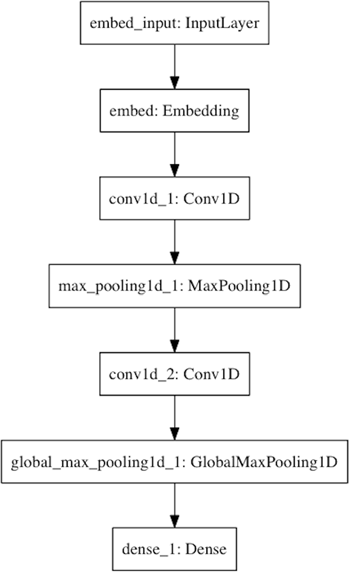 embed_input: InputLayer
embed: Embedding
conv1d_1: Conv1D
max_pooling1d_1: MaxPooling1D
conv1d_2: Conv1D
global_max_pooling1d_1: GlobalMaxPooling1D
dense_1: Dense